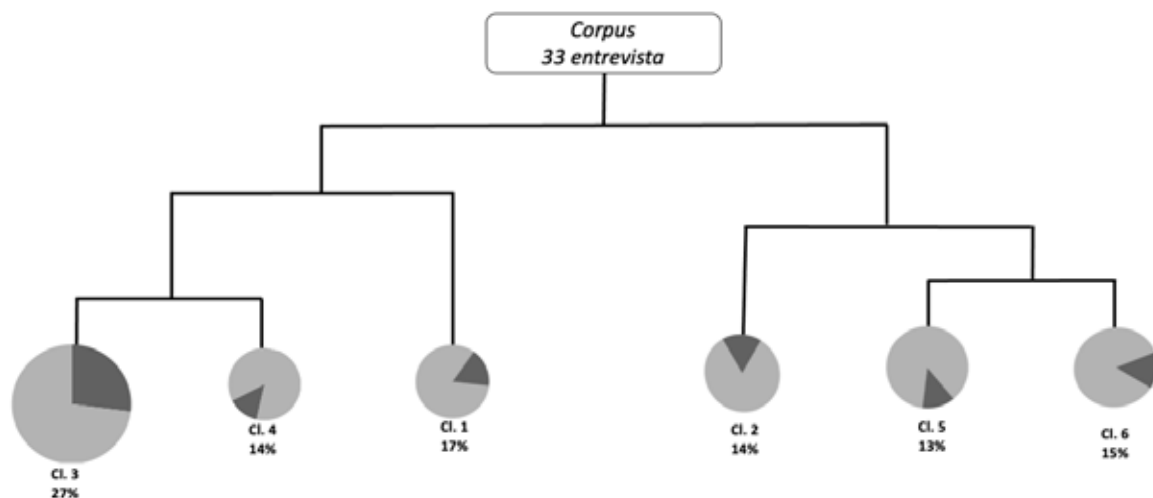 Corpus
33 entrevista
Cl. 3
27%
Cl. 4
14%
Cl. 1
17%
Cl. 2
14%
Cl. 5
13%
Cl. 6
15%